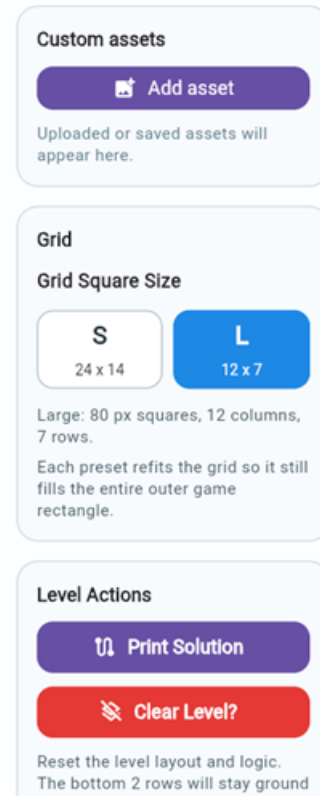 Custom assets
Add asset
Uploaded or saved assets will
appear here.
Grid
Grid Square Size
S
24 x 14
L
12 x 7
Large: 80 px squares, 12 columns,
7 rows.
Each preset refits the grid so it still
fills the entire outer game
rectangle.
Level Actions
Print Solution
Clear Level?
Reset the level layout and logic.
The bottom 2 rows will stay ground